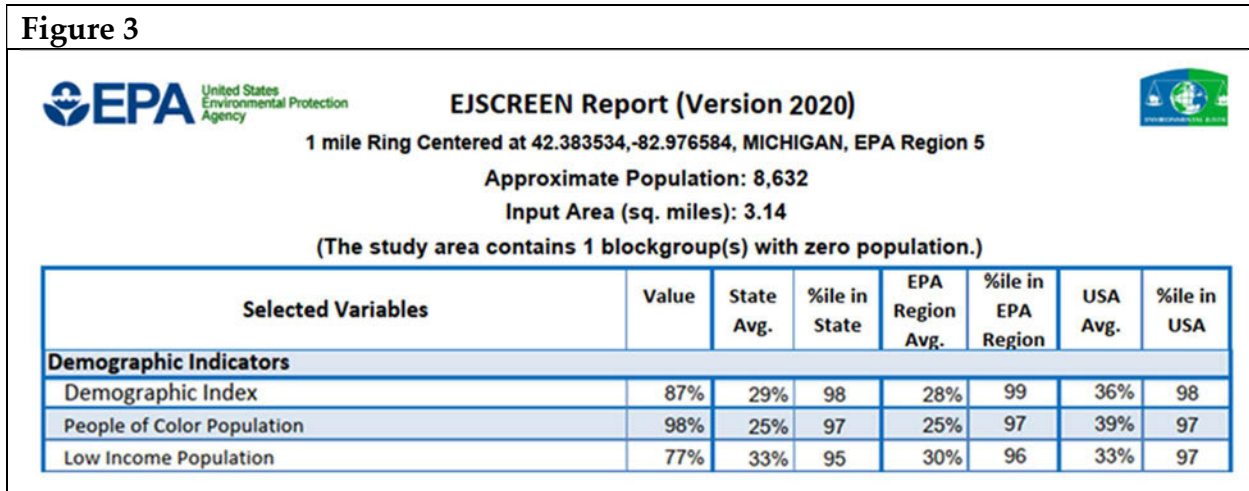 Figure 3
EPA United States
Environmental Protection
Agency
EJSCREEN Report (Version 2020)
1 mile Ring Centered at 42.383534,-82.976584, MICHIGAN, EPA Region 5
Approximate Population: 8,632
Input Area (sq. miles): 3.14
(The study area contains 1 blockgroup(s) with zero population.)
Selected Variables Value State Avg. %ile in State EPA Region Avg. %ile in EPA Region USA Avg. %ile in USA
Demographic Indicators
Demographic Index 87% 29% 98 28% 99 36% 98
People of Color Population 98% 25% 97 25% 97 39% 97
Low Income Population 77% 33% 95 30% 96 33% 97